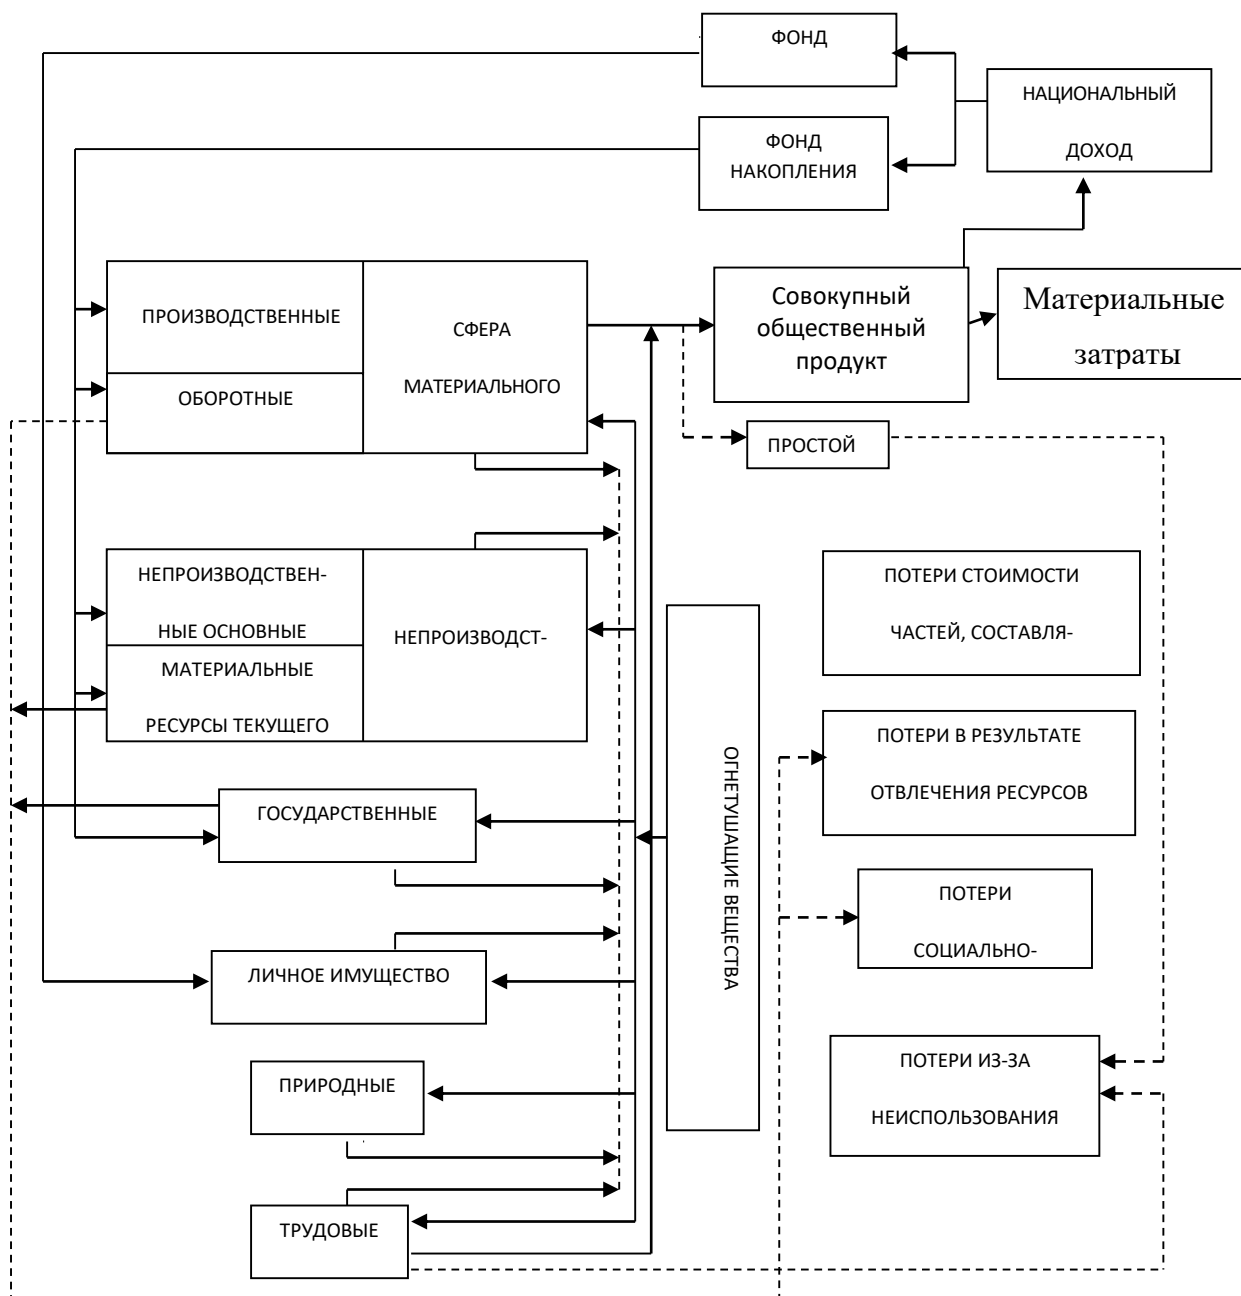 ФОНД
НАЦИОНАЛЬНЫЙ
ДОХОД
ФОНД
НАКОПЛЕНИЯ
ПРОИЗВОДСТВЕННЫЕ
ОБОРОТНЫЕ
СФЕРА
МАТЕРИАЛЬНОГО
Совокупный
общественный
продукт
Материальные
затраты
ПРОСТОЙ
НЕПРОИЗВОДСТВЕН-
НЫЕ ОСНОВНЫЕ
МАТЕРИАЛЬНЫЕ
РЕСУРСЫ ТЕКУЩЕГО
НЕПРОИЗВОДСТ-
ПОТЕРИ СТОИМОСТИ
ЧАСТЕЙ, СОСТАВЛЯ-
ОГНЕТУШАЩИЕ ВЕЩЕСТВА
ПОТЕРИ В РЕЗУЛЬТАТЕ
ОТВЛЕЧЕНИЯ РЕСУРСОВ
ГОСУДАРСТВЕННЫЕ
ПОТЕРИ
СОЦИАЛЬНО-
ЛИЧНОЕ ИМУЩЕСТВО
ПОТЕРИ ИЗ-ЗА
НЕИСПОЛЬЗОВАНИЯ
ПРИРОДНЫЕ
ТРУДОВЫЕ